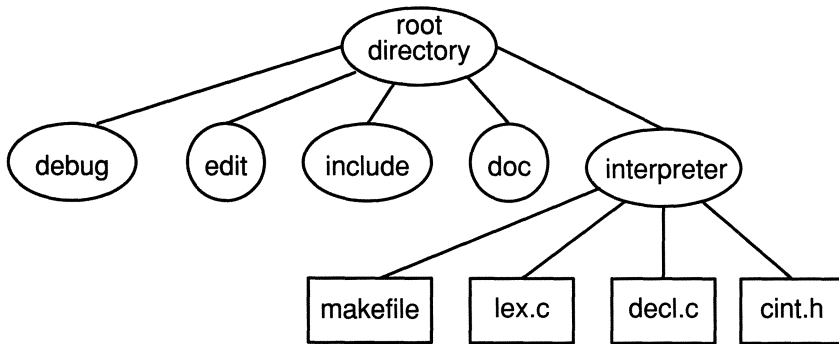 root
directory
debug
edit
include
doc
interpreter
makefile
lex.c
decl.c
cint.h